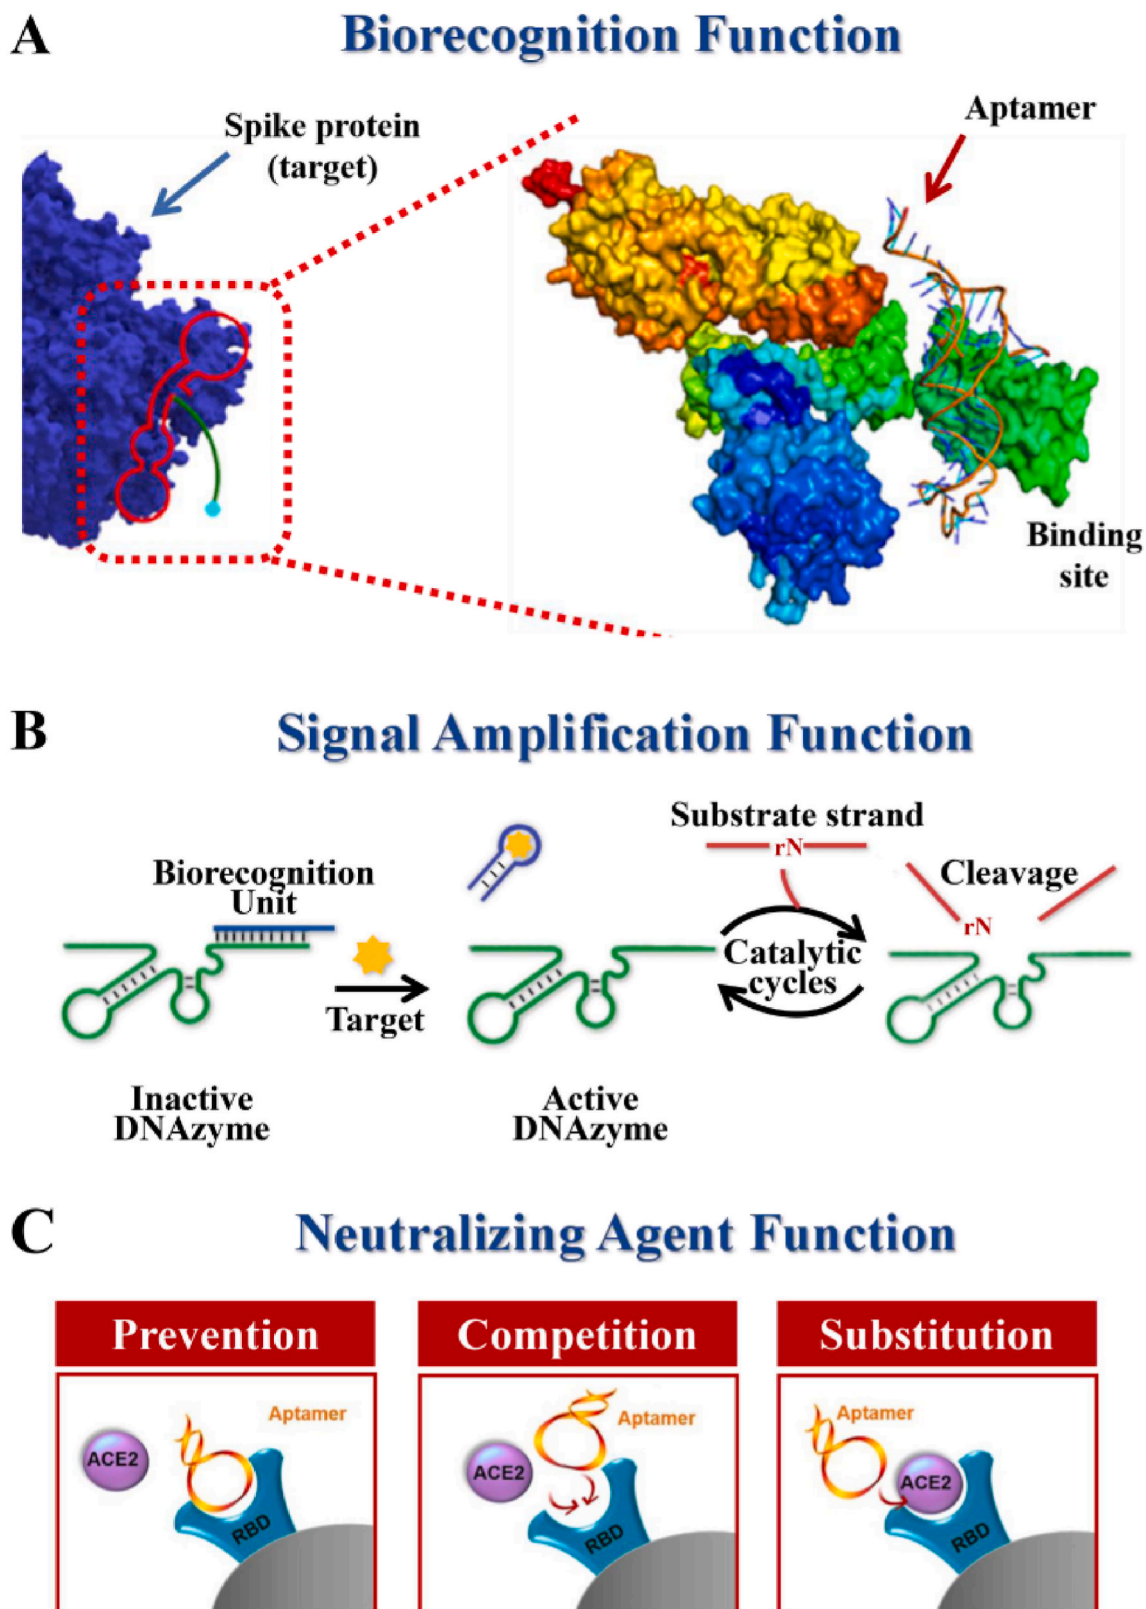 A
Biorecognition Function
Spike protein
(target)
Aptamer
Binding
site
B
Signal Amplification Function
Substrate strand
rN
Biorecognition
Unit
Cleavage
rN
Catalytic
cycles
Target
Inactive
DNAzyme
Active
DNAzyme
C
Neutralizing Agent Function
Prevention
Competition
Substitution
Aptamer
ACE2
RBD
Aptamer
ACE2
RBD
Aptamer
ACE2
RBD